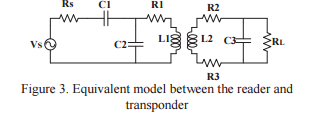 Rs C1 R1 R2
Vs C2 L1 L2 C3 RL
R3
Figure 3. Equivalent model between the reader and
transponder